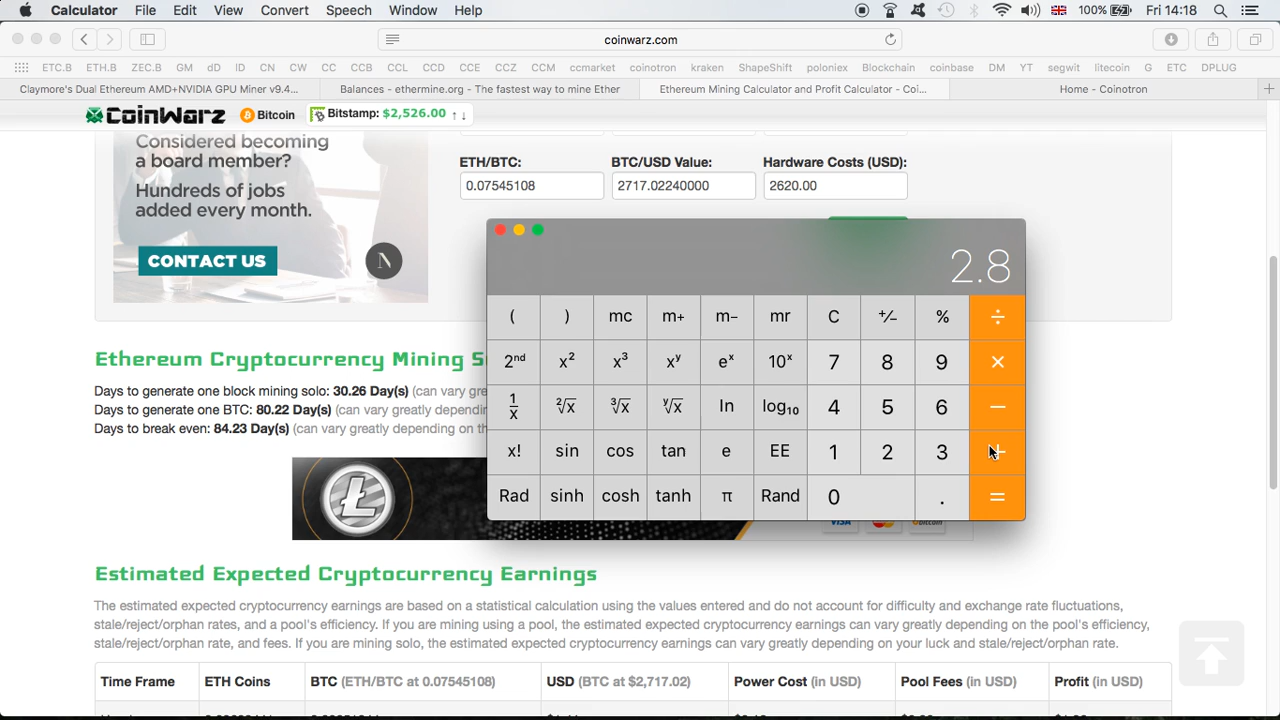 Calculator File Edit View Convert Speech Window Help 100% Fri 14:18
coinwarz.com
ETC.B ETH.B ZEC.B GM dD ID CN CW CC CCB CCL CCD CCE CCZ CCM ccmarket coinotron kraken ShapeShift poloniex Blockchain coinbase DM YT segwit litecoin G ETC DPLUG
Claymore's Dual Ethereum AMD+NVIDIA GPU Miner v9.4... Balances - ethermine.org - The fastest way to mine Ether Ethereum Mining Calculator and Profit Calculator - Coi... Home - Coinotron
CoinWarz Bitcoin Bitstamp: $2,526.00 ↑ ↓
Considered becoming
a board member?
Hundreds of jobs
added every month.
CONTACT US N
ETH/BTC: BTC/USD Value: Hardware Costs (USD):
0.07545108 2717.02240000 2620.00
2.8
( ) mc m+ m− mr C +/− % ÷
2nd x² x³ xʸ eˣ 10ˣ 7 8 9 ×
1/x ²√x ³√x ʸ√x ln log₁₀ 4 5 6 −
x! sin cos tan e EE 1 2 3 +
Rad sinh cosh tanh π Rand 0 . =
Ethereum Cryptocurrency Mining S
Days to generate one block mining solo: 30.26 Day(s) (can vary gre
Days to generate one BTC: 80.22 Day(s) (can vary greatly dependin
Days to break even: 84.23 Day(s) (can vary greatly depending on th
VISA bitcoin
Estimated Expected Cryptocurrency Earnings
The estimated expected cryptocurrency earnings are based on a statistical calculation using the values entered and do not account for difficulty and exchange rate fluctuations,
stale/reject/orphan rates, and a pool's efficiency. If you are mining using a pool, the estimated expected cryptocurrency earnings can vary greatly depending on the pool's efficiency,
stale/reject/orphan rate, and fees. If you are mining solo, the estimated expected cryptocurrency earnings can vary greatly depending on your luck and stale/reject/orphan rate.
Time Frame ETH Coins BTC (ETH/BTC at 0.07545108) USD (BTC at $2,717.02) Power Cost (in USD) Pool Fees (in USD) Profit (in USD)